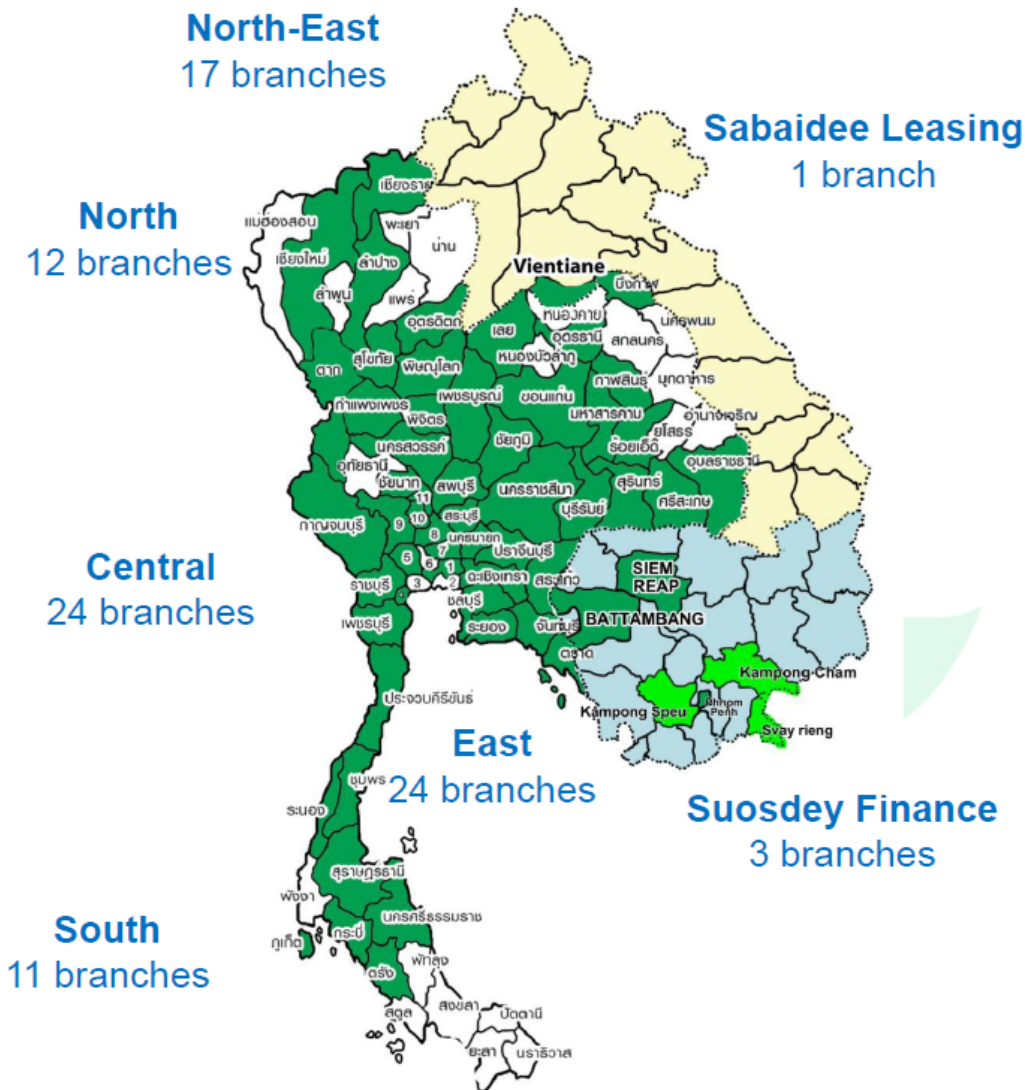 North-East
17 branches
Sabaidee Leasing
1 branch
North
12 branches
เชียงราย
แม่ฮ่องสอน
พะเยา
น่าน
เชียงใหม่
ลำปาง
Vientiane
บึงกาฬ
ลำพูน
แพร่
หนองคาย
นครพนม
อุตรดิตถ์
เลย
อุดรธานี
สกลนคร
หนองบัวลำภู
ตาก
สุโขทัย
พิษณุโลก
กาฬสินธุ์
มุกดาหาร
กำแพงเพชร
เพชรบูรณ์
ขอนแก่น
มหาสารคาม
อำนาจเจริญ
พิจิตร
ยโสธร
นครสวรรค์
ชัยภูมิ
ร้อยเอ็ด
อุบลราชธานี
อุทัยธานี
ชัยนาท
ลพบุรี
นครราชสีมา
สุรินทร์
ศรีสะเกษ
11
บุรีรัมย์
กาญจนบุรี
9
10
สระบุรี
8
นครนายก
7
ปราจีนบุรี
5
6
1
SIEM
REAP
Central
24 branches
ราชบุรี
3
2
ฉะเชิงเทรา
สระแก้ว
ชลบุรี
เพชรบุรี
ระยอง
จันทบุรี
BATTAMBANG
ตราด
Kampong Cham
ประจวบคีรีขันธ์
Kampong Speu
Phnom
Penh
Svay rieng
East
24 branches
ชุมพร
ระนอง
Suosdey Finance
3 branches
สุราษฎร์ธานี
พังงา
นครศรีธรรมราช
South
11 branches
ภูเก็ต
กระบี่
พัทลุง
ตรัง
สตูล
สงขลา
ปัตตานี
ยะลา
นราธิวาส